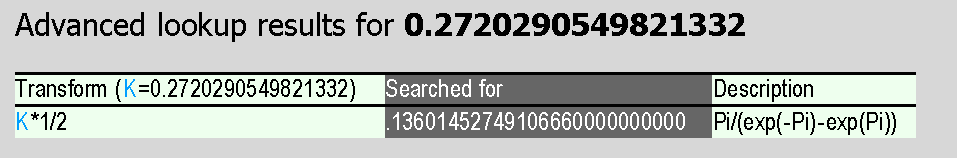 Advanced lookup results for 0.2720290549821332
Transform (K=0.2720290549821332) Searched for Description
K*1/2 .13601452749106660000000000 Pi/(exp(-Pi)-exp(Pi))